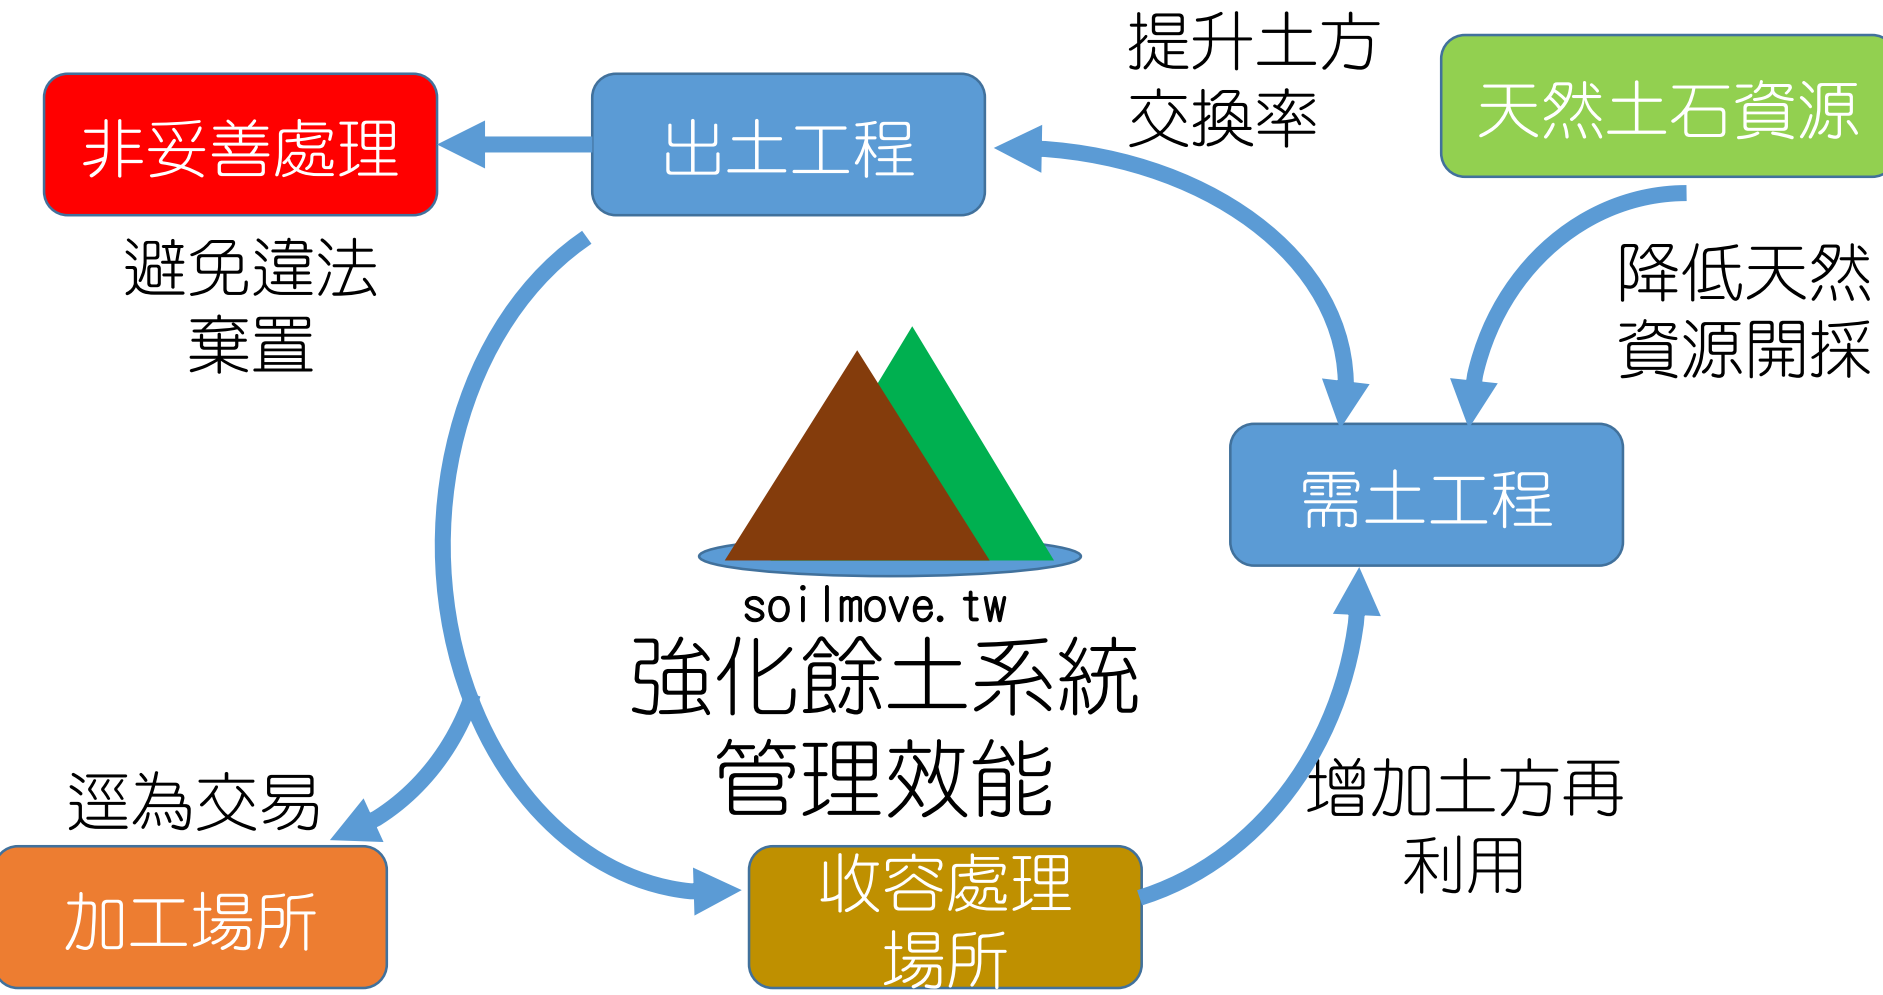 提升土方
交換率
天然土石資源
非妥善處理
出土工程
避免違法
棄置
降低天然
資源開採
需土工程
soilmove.tw
強化餘土系統
管理效能
逕為交易
增加土方再
利用
加工場所
收容處理
場所